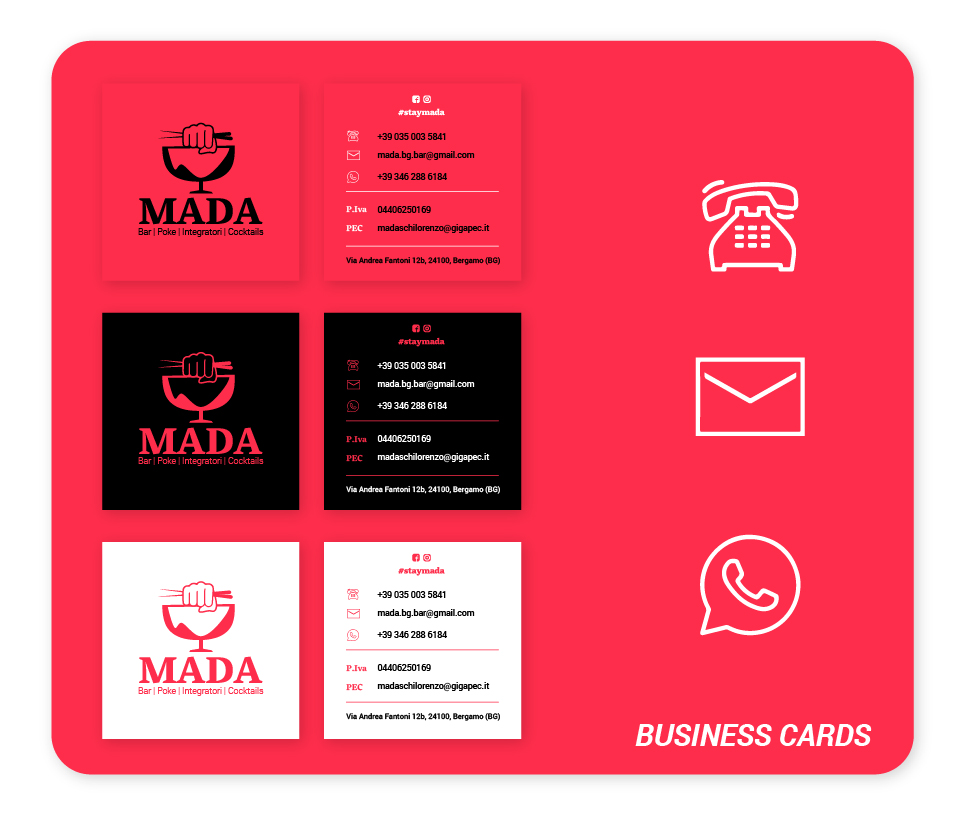 MADA
Bar | Poke | Integratori | Cocktails
#staymada
+39 035 003 5841
mada.bg.bar@gmail.com
+39 346 288 6184
P.Iva 04406250169
PEC madaschilorenzo@gigapec.it
Via Andrea Fantoni 12b, 24100, Bergamo (BG)
MADA
Bar | Poke | Integratori | Cocktails
#staymada
+39 035 003 5841
mada.bg.bar@gmail.com
+39 346 288 6184
P.Iva 04406250169
PEC madaschilorenzo@gigapec.it
Via Andrea Fantoni 12b, 24100, Bergamo (BG)
MADA
Bar | Poke | Integratori | Cocktails
#staymada
+39 035 003 5841
mada.bg.bar@gmail.com
+39 346 288 6184
P.Iva 04406250169
PEC madaschilorenzo@gigapec.it
Via Andrea Fantoni 12b, 24100, Bergamo (BG)
BUSINESS CARDS